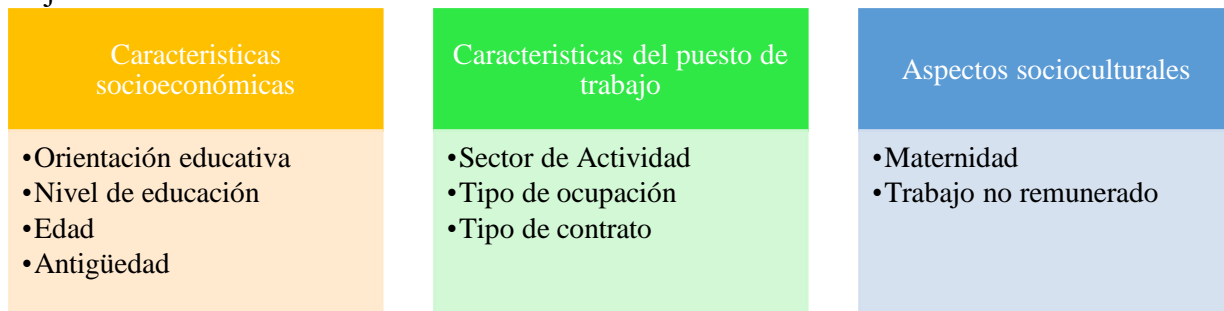 Caracteristicas
socioeconómicas
•Orientación educativa
•Nivel de educación
•Edad
•Antigüedad
Caracteristicas del puesto de
trabajo
•Sector de Actividad
•Tipo de ocupación
•Tipo de contrato
Aspectos socioculturales
•Maternidad
•Trabajo no remunerado